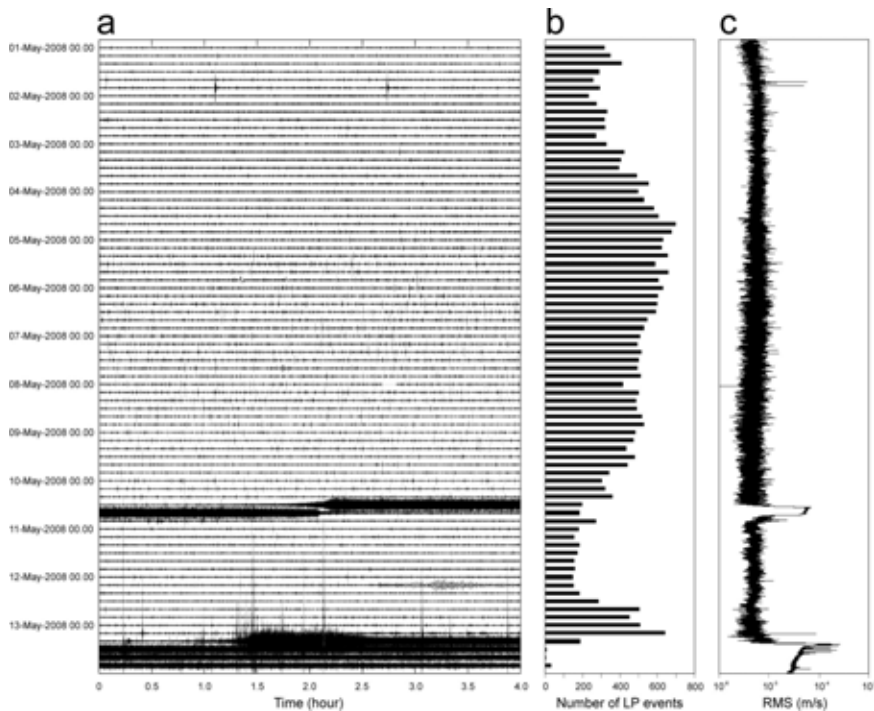 a
b
c
01-May-2008 00.00
02-May-2008 00.00
03-May-2008 00.00
04-May-2008 00.00
05-May-2008 00.00
06-May-2008 00.00
07-May-2008 00.00
08-May-2008 00.00
09-May-2008 00.00
10-May-2008 00.00
11-May-2008 00.00
12-May-2008 00.00
13-May-2008 00.00
0 0.5 1.0 1.5 2.0 2.5 3.0 3.5 4.0
Time (hour)
0 200 400 600 800
Number of LP events
RMS (m/s)